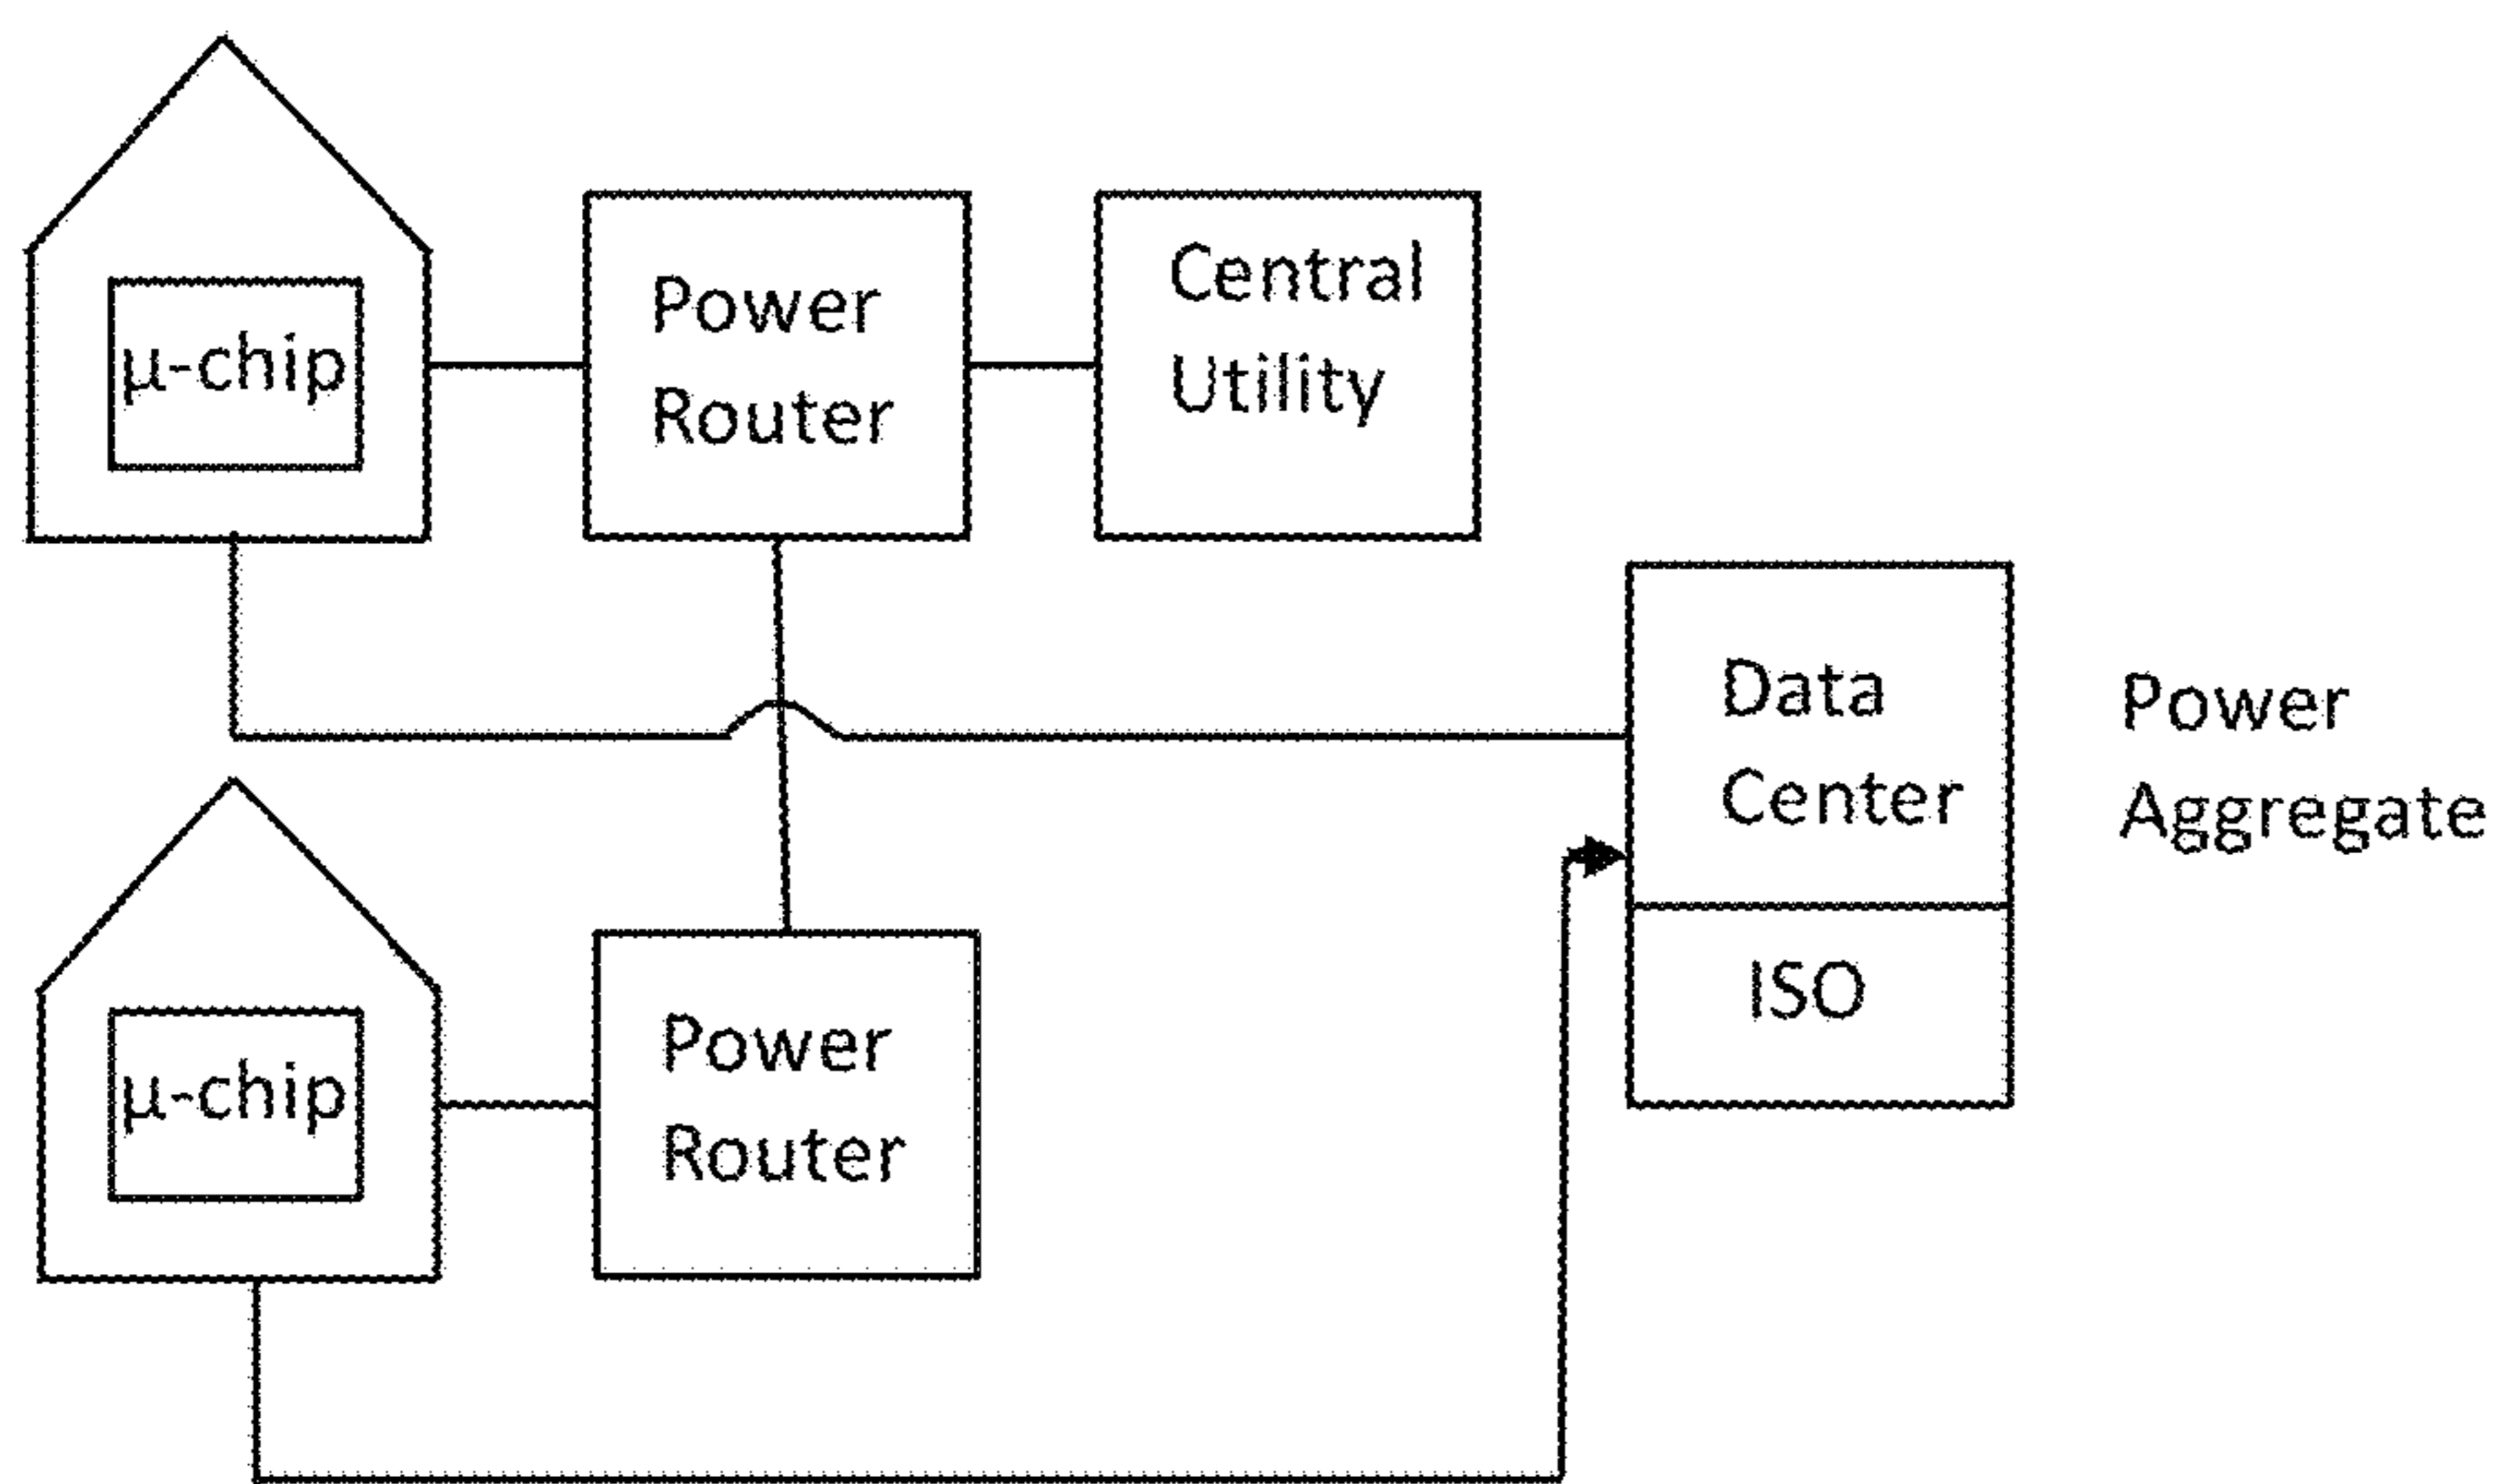 μ-chip
Power
Router
Central
Utility
Data
Center
ISO
Power
Aggregate
μ-chip
Power
Router